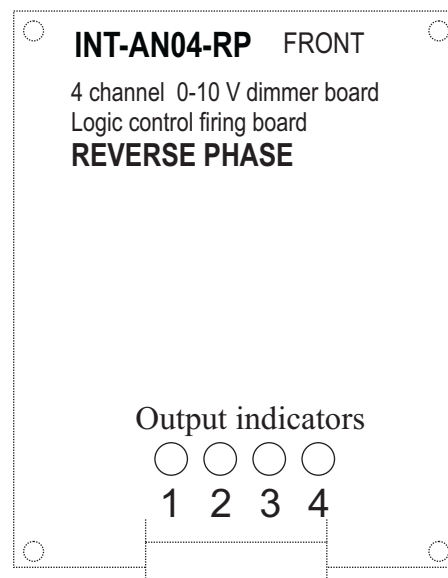 INT-AN04-RP FRONT
4 channel 0-10 V dimmer board
Logic control firing board
REVERSE PHASE
Output indicators
1 2 3 4